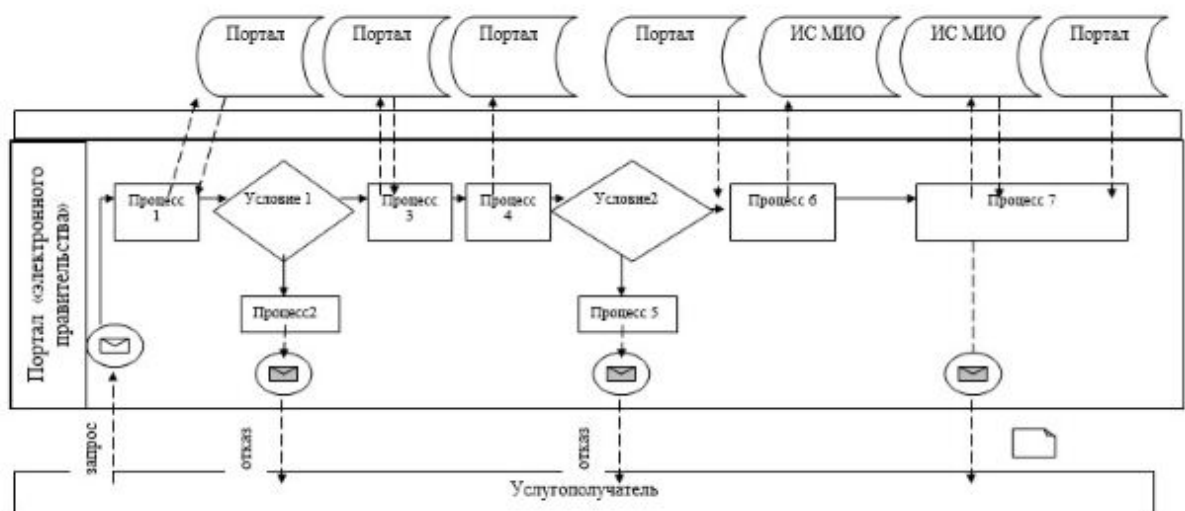 Портал
Портал
Портал
Портал
ИС МИО
ИС МИО
Портал
Портал «электронного
правительства»
Процесс
1
Условие 1
Процесс
3
Процесс
4
Условие2
Процесс 6
Процесс 7
Процесс2
Процесс 5
запрос
отказ
отказ
Услугополучатель